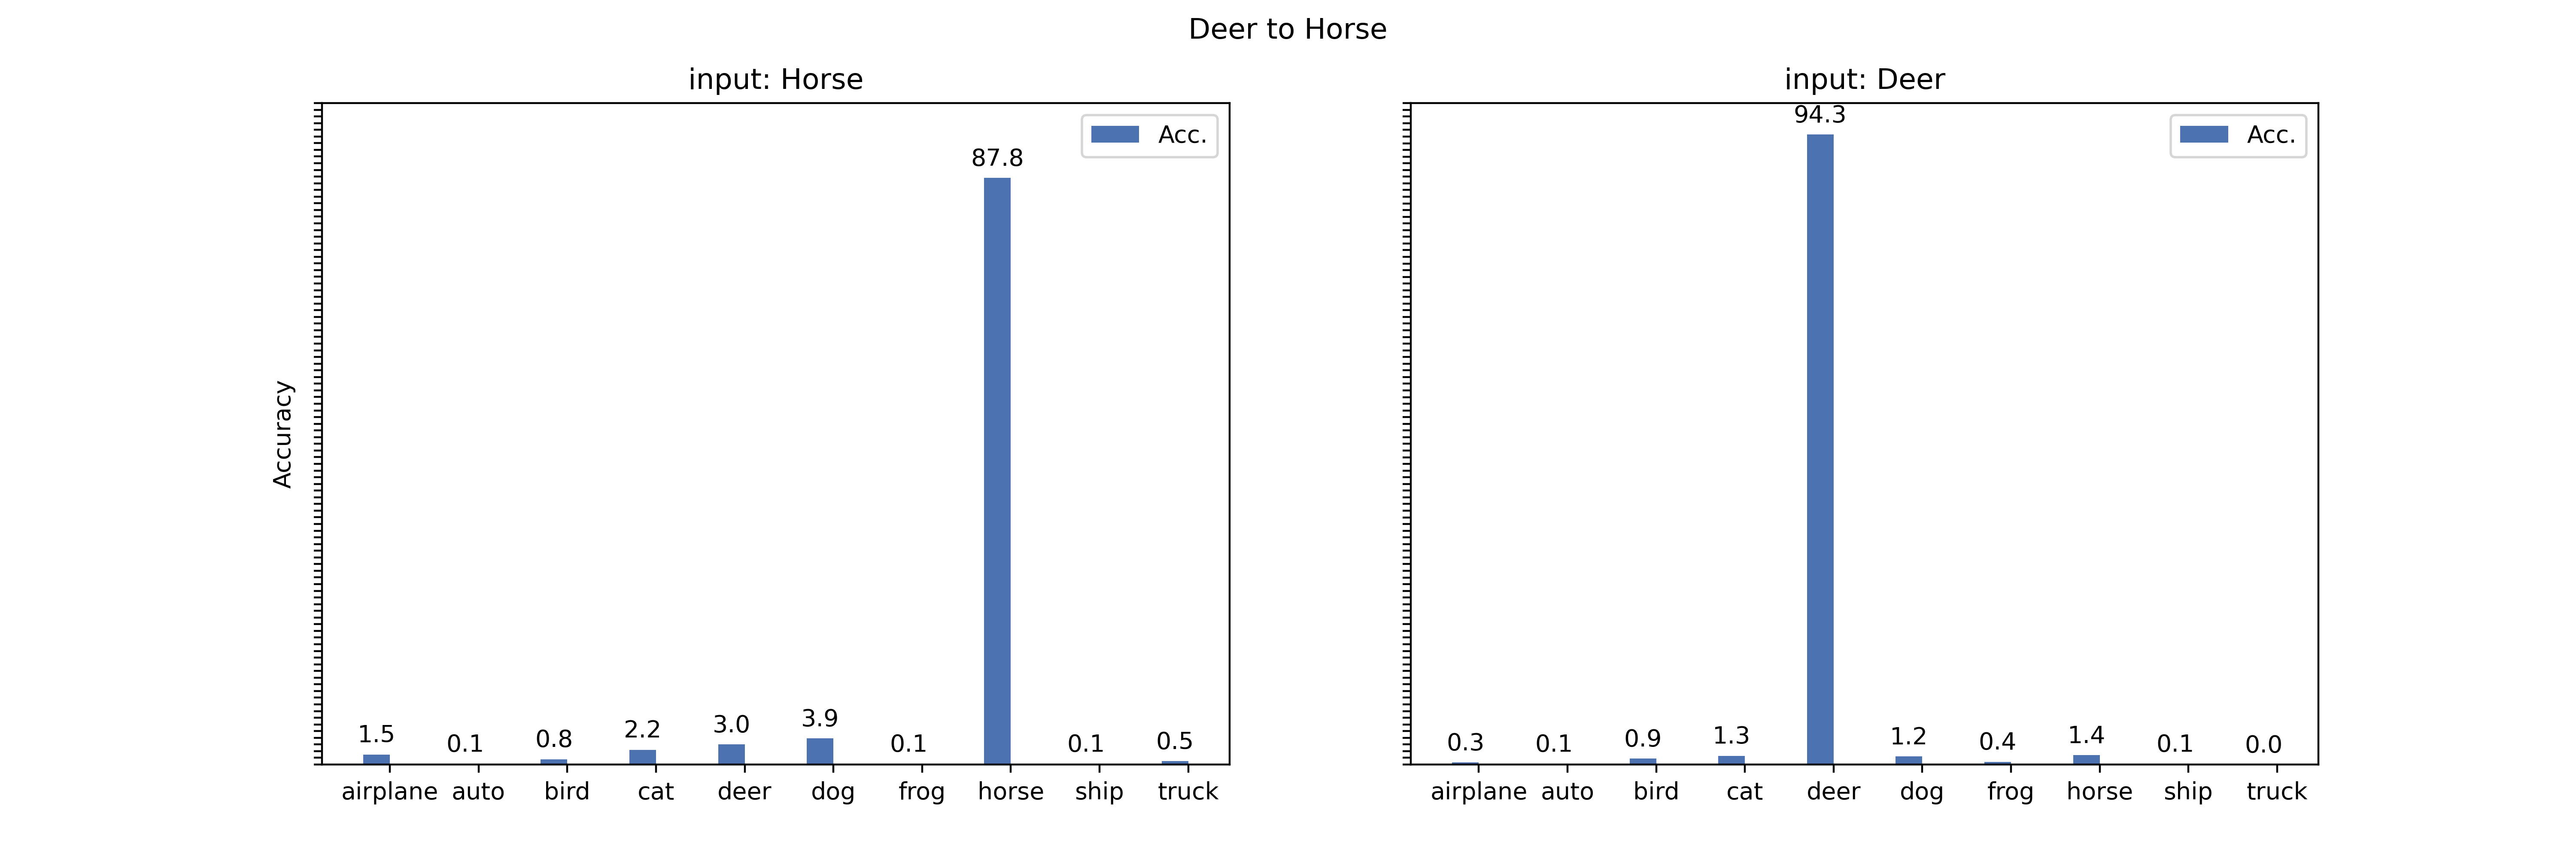 Deer to Horse
input: Horse
Acc.
87.8
1.5 0.1 0.8 2.2 3.0 3.9 0.1 0.1 0.5
Accuracy
airplane auto bird cat deer dog frog horse ship truck
input: Deer
94.3
Acc.
0.3 0.1 0.9 1.3 1.2 0.4 1.4 0.1 0.0
airplane auto bird cat deer dog frog horse ship truck